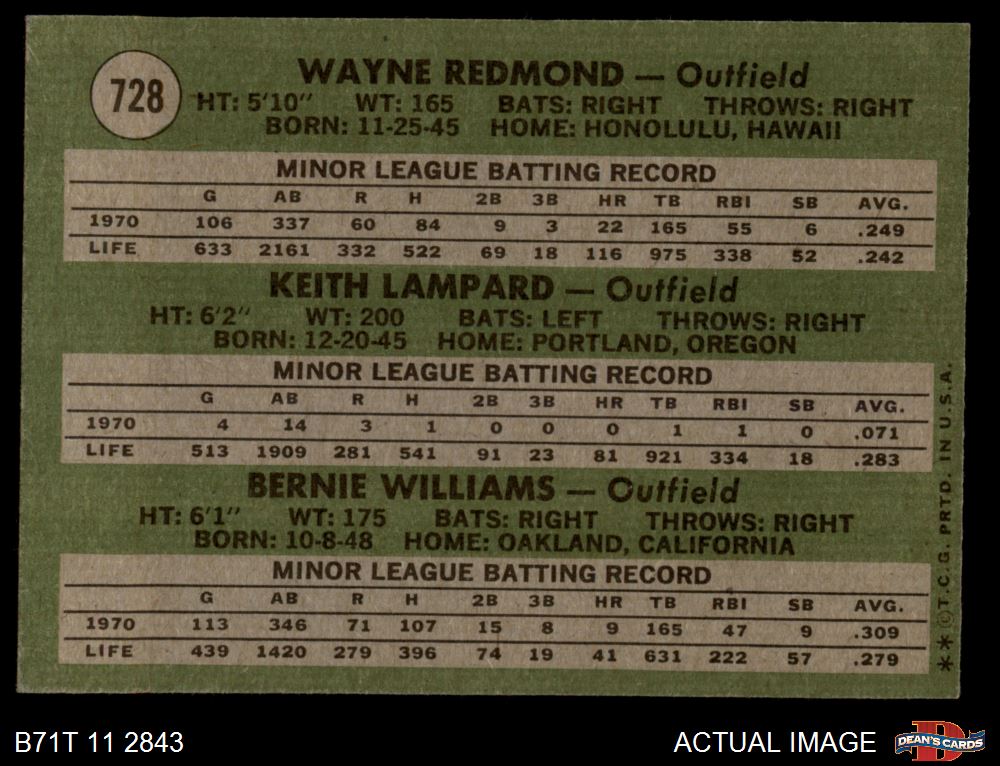 728
WAYNE REDMOND — Outfield
HT: 5'10" WT: 165 BATS: RIGHT THROWS: RIGHT
BORN: 11-25-45 HOME: HONOLULU, HAWAII
MINOR LEAGUE BATTING RECORD
G AB R H 2B 3B HR TB RBI SB AVG.
1970 106 337 60 84 9 3 22 165 55 6 .249
LIFE 633 2161 332 522 69 18 116 975 338 52 .242
KEITH LAMPARD — Outfield
HT: 6'2" WT: 200 BATS: LEFT THROWS: RIGHT
BORN: 12-20-45 HOME: PORTLAND, OREGON
MINOR LEAGUE BATTING RECORD
G AB R H 2B 3B HR TB RBI SB AVG.
1970 4 14 3 1 0 0 0 1 1 0 .071
LIFE 513 1909 281 541 91 23 81 921 334 18 .283
BERNIE WILLIAMS — Outfield
HT: 6'1" WT: 175 BATS: RIGHT THROWS: RIGHT
BORN: 10-8-48 HOME: OAKLAND, CALIFORNIA
MINOR LEAGUE BATTING RECORD
G AB R H 2B 3B HR TB RBI SB AVG.
1970 113 346 71 107 15 8 9 165 47 9 .309
LIFE 439 1420 279 396 74 19 41 631 222 57 .279
**©T.C.G. PRTD. IN U.S.A.
B71T 11 2843
ACTUAL IMAGE
D
DEAN'S CARDS